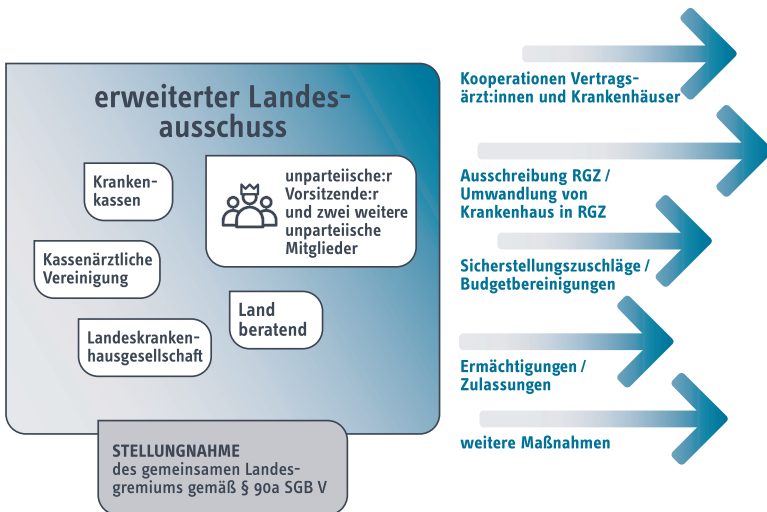 erweiterter Landes-
ausschuss
Kranken-
kassen
unparteiische:r
Vorsitzende:r
und zwei weitere
unparteiische
Mitglieder
Kassenärztliche
Vereinigung
Land
beratend
Landeskranken-
hausgesellschaft
STELLUNGNAHME
des gemeinsamen Landes-
gremiums gemäß § 90a SGB V
Kooperationen Vertrags-
ärzt:innen und Krankenhäuser
Ausschreibung RGZ /
Umwandlung von
Krankenhaus in RGZ
Sicherstellungszuschläge /
Budgetbereinigungen
Ermächtigungen /
Zulassungen
weitere Maßnahmen